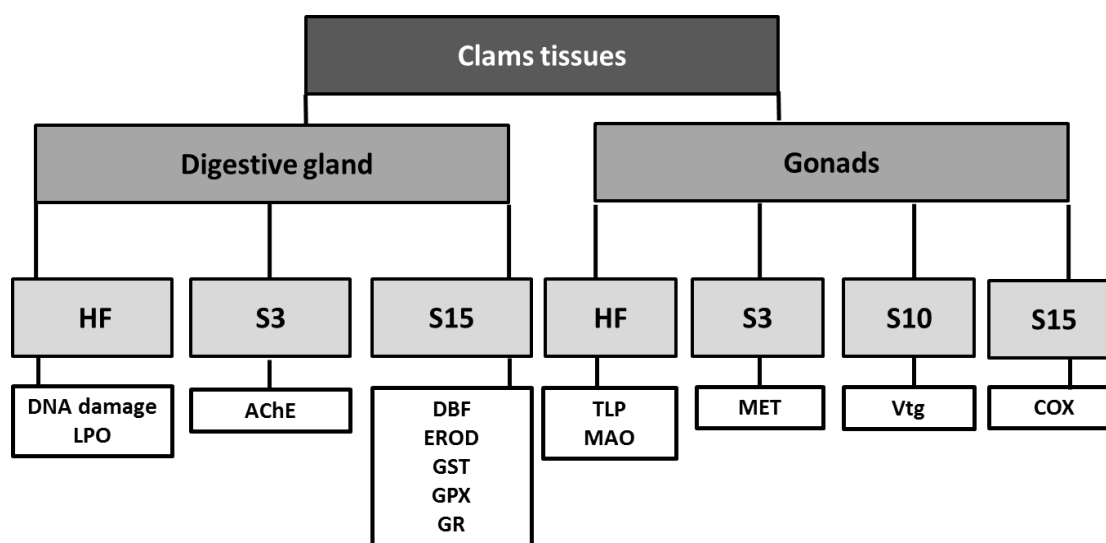 Clams tissues
Digestive gland
Gonads
HF
S3
S15
HF
S3
S10
S15
DNA damage
LPO
AChE
DBF
EROD
GST
GPX
GR
TLP
MAO
MET
Vtg
COX